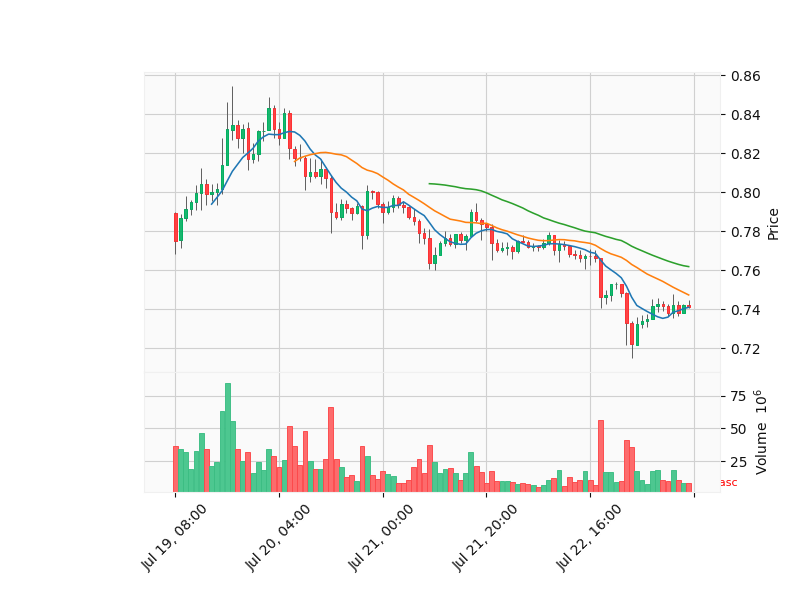 0.86
0.84
0.82
0.80
0.78
0.76
0.74
0.72
Price
75
50
25
Volume 10^6
asc
Jul 19, 08:00
Jul 20, 04:00
Jul 21, 00:00
Jul 21, 20:00
Jul 22, 16:00